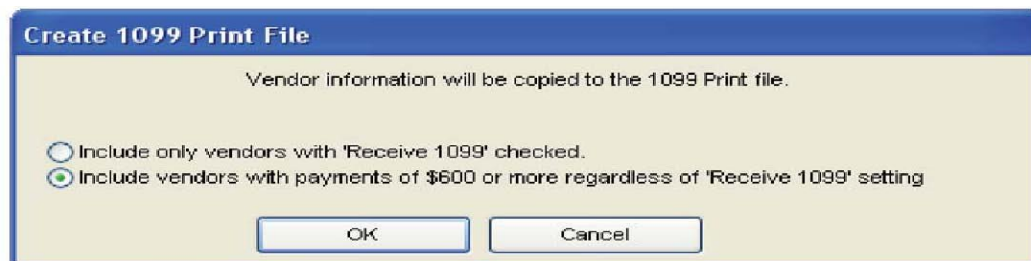 Create 1099 Print File
Vendor information will be copied to the 1099 Print file.
Include only vendors with 'Receive 1099' checked.
Include vendors with payments of $600 or more regardless of 'Receive 1099' setting
OK
Cancel